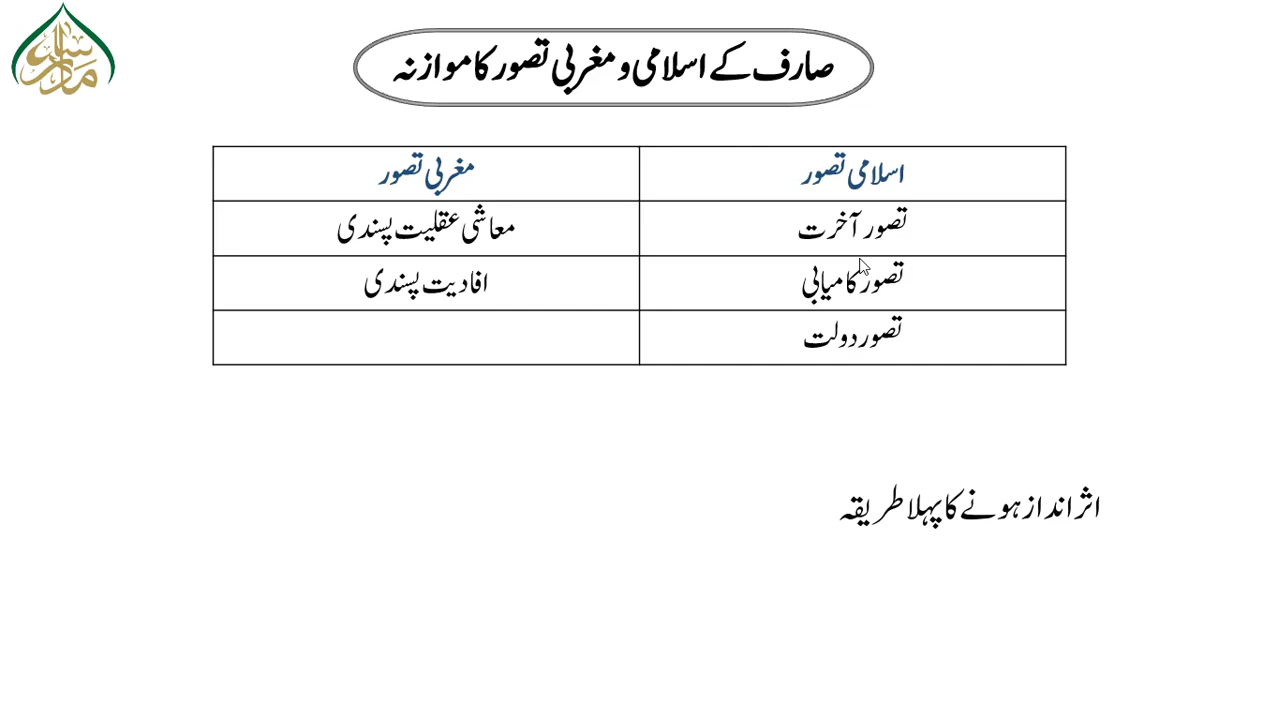 صارف کے اسلامی و مغربی تصور کا موازنہ
اسلامی تصور	مغربی تصور
تصور آخرت	معاشی عقلیت پسندی
تصور کامیابی	افادیت پسندی
تصور دولت
اثر انداز ہونے کا پہلا طریقہ